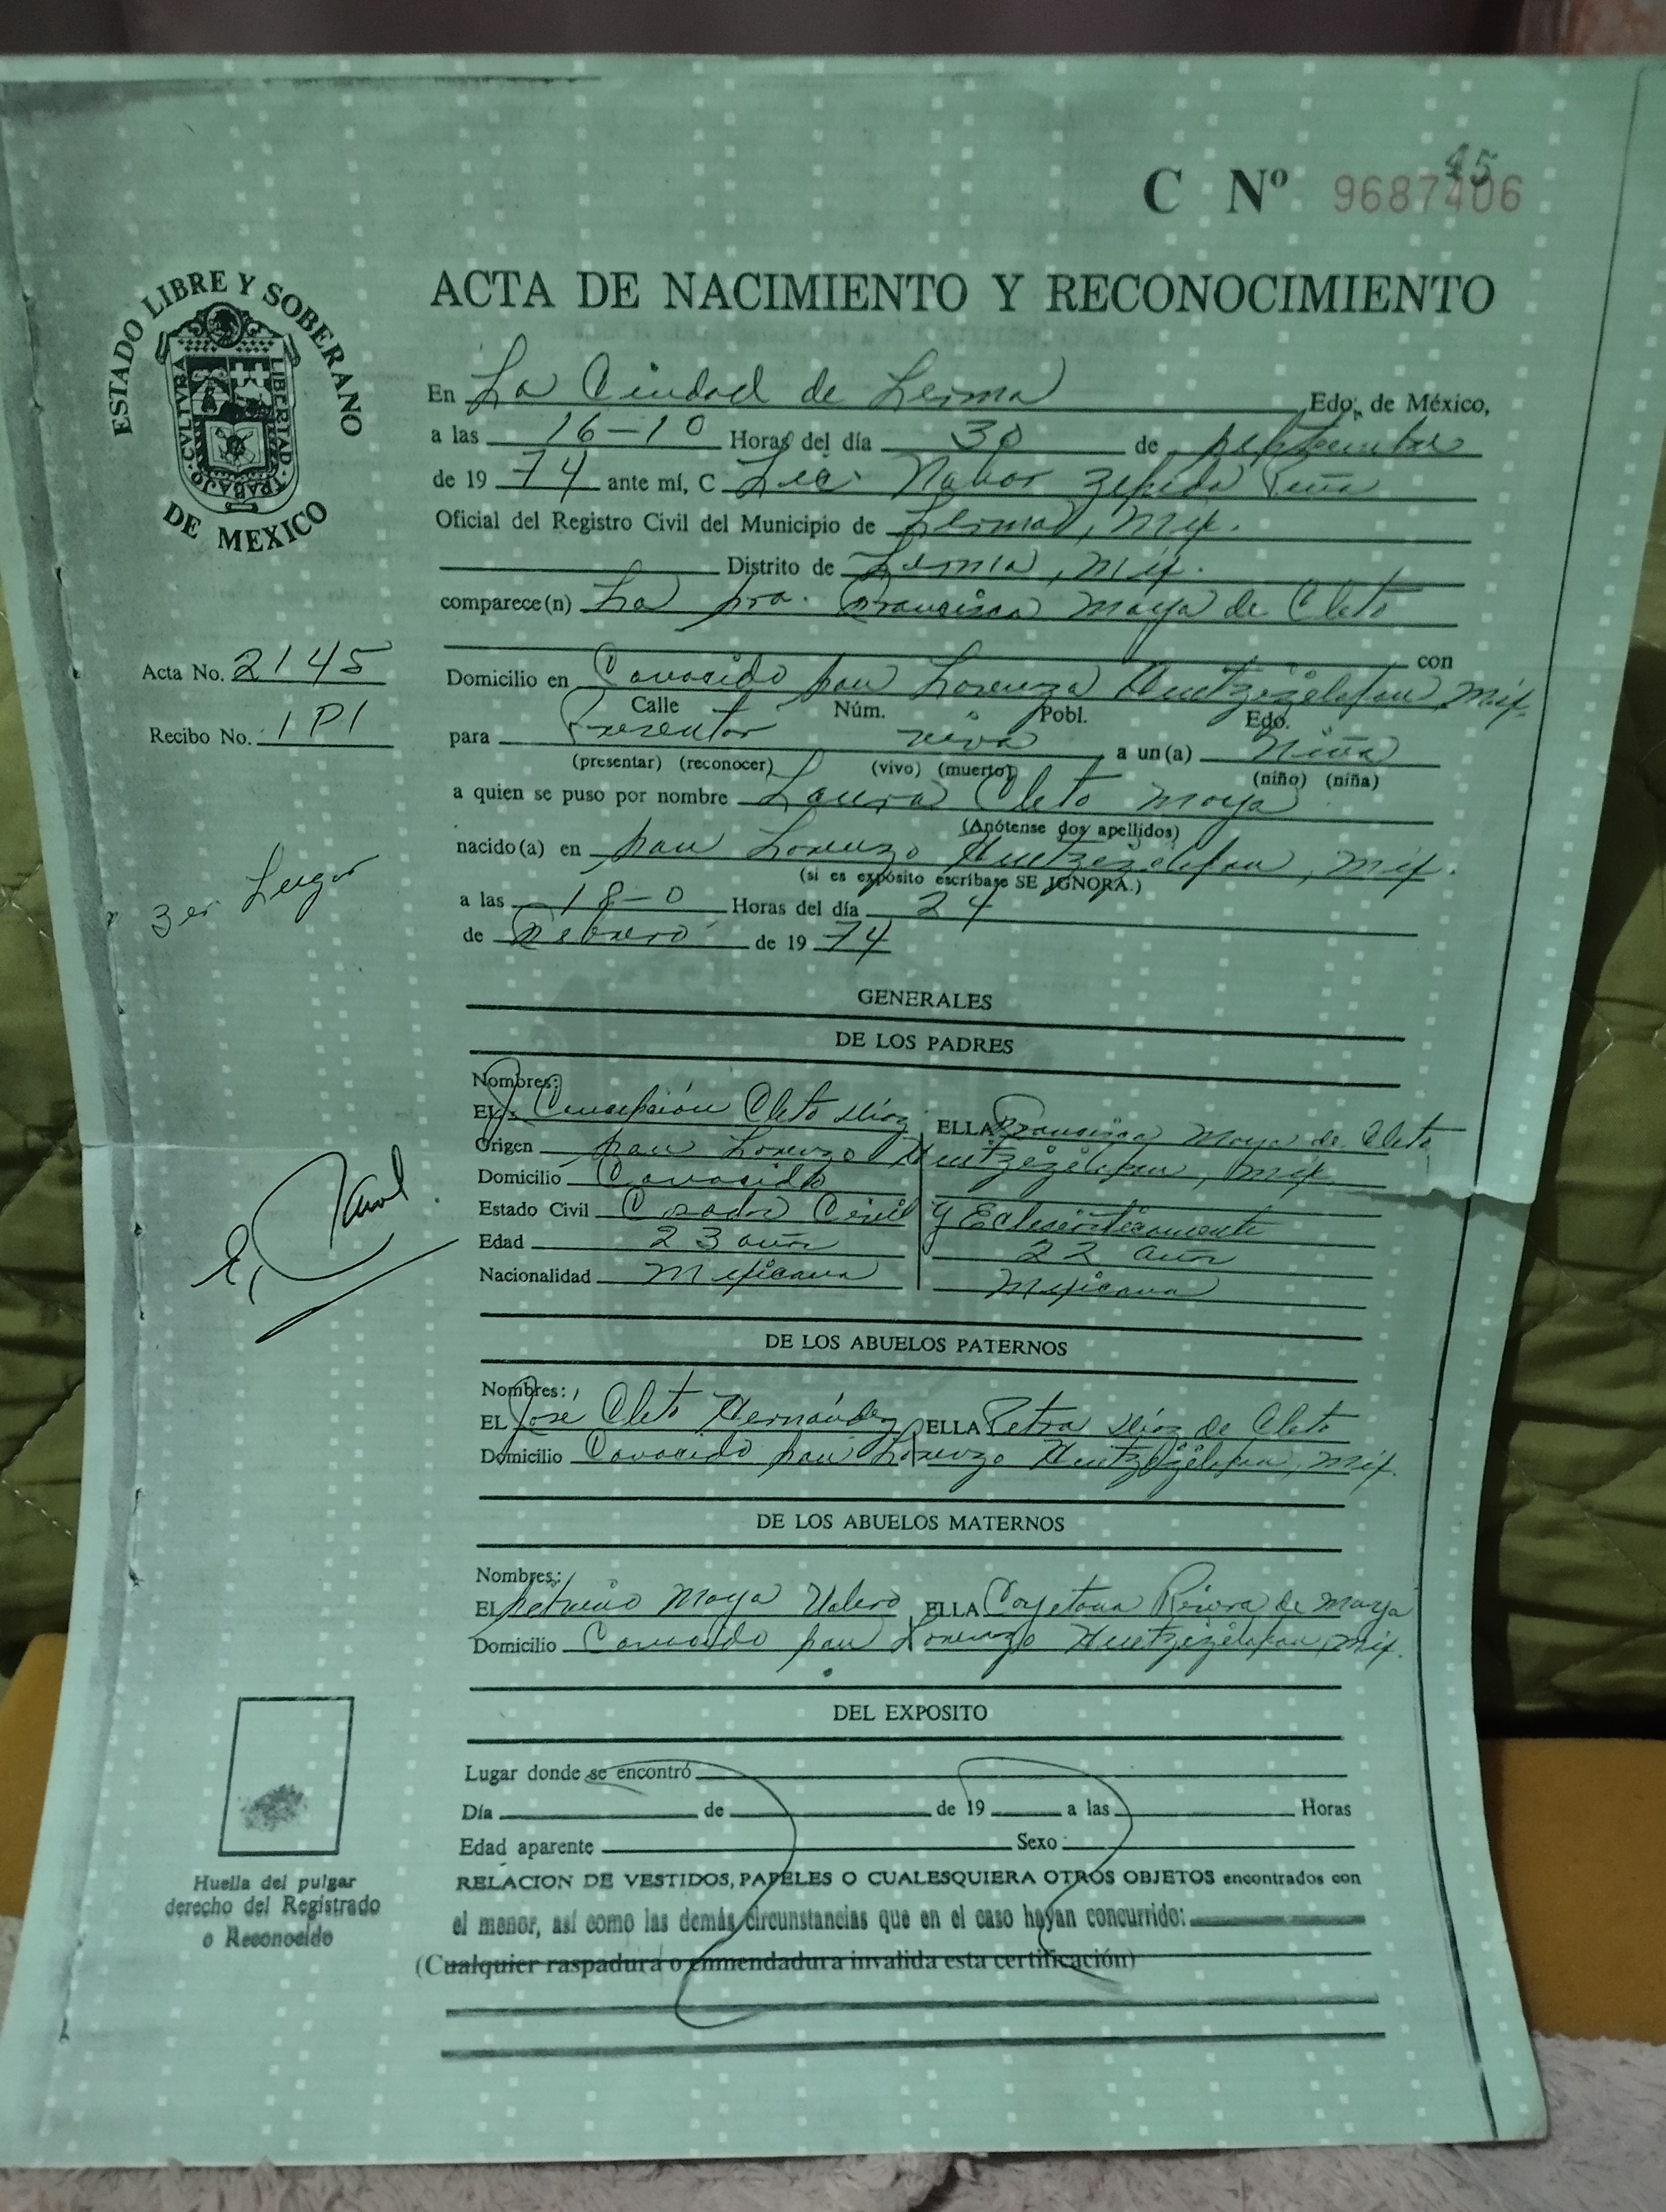 45
C Nº 9687406
ESTADO LIBRE Y SOBERANO
DE MEXICO
CULTURA TRABAJO LIBERTAD
ACTA DE NACIMIENTO Y RECONOCIMIENTO
En La Ciudad de Lerma Edo. de México,
a las 16-10 Horas del día 30 de septiembre
de 1974 ante mí, C Lic. Nabor Zepeda Peña
Oficial del Registro Civil del Municipio de Lerma, Méx.
Distrito de Lerma, Méx.
comparece(n) La sra. Francisca Maya de Cleto
con
Acta No. 2145
Domicilio en Conocido san Lorenzo Huitzizilapan, Méx.
Calle Núm. Pobl. Edo.
Recibo No. 1P1
para Presentar viva a un(a) niña
(presentar) (reconocer) (vivo) (muerto) (niño) (niña)
a quien se puso por nombre Laura Cleto Maya
(Anótense dos apellidos)
nacido(a) en san Lorenzo Huitzizilapan, Méx.
(si es expósito escríbase SE IGNORA.)
3er Lugar
a las 18-0 Horas del día 24
de Febrero de 1974
GENERALES
DE LOS PADRES
Nombres:
EL J. Concepción Cleto Díaz ELLA Francisca Maya de Cleto
Origen san Lorenzo Huitzizilapan, Méx.
Domicilio Conocido
Estado Civil Casados Civil y Eclesiásticamente
Edad 23 años 22 años
Nacionalidad Mexicana Mexicana
DE LOS ABUELOS PATERNOS
Nombres:
EL José Cleto Hernández ELLA Petra Díaz de Cleto
Domicilio Conocido san Lorenzo Huitzizilapan, Méx.
DE LOS ABUELOS MATERNOS
Nombres:
EL Maya Valero ELLA Cayetana Rivera de Maya
Domicilio Conocido san Lorenzo Huitzizilapan, Méx.
DEL EXPOSITO
Lugar donde se encontró
Día de de 19 a las Horas
Edad aparente Sexo
RELACION DE VESTIDOS, PAPELES O CUALESQUIERA OTROS OBJETOS encontrados con
el menor, así como las demás circunstancias que en el caso hayan concurrido:
(Cualquier raspadura o enmendadura invalida esta certificación)
Huella del pulgar
derecho del Registrado
o Reconocido